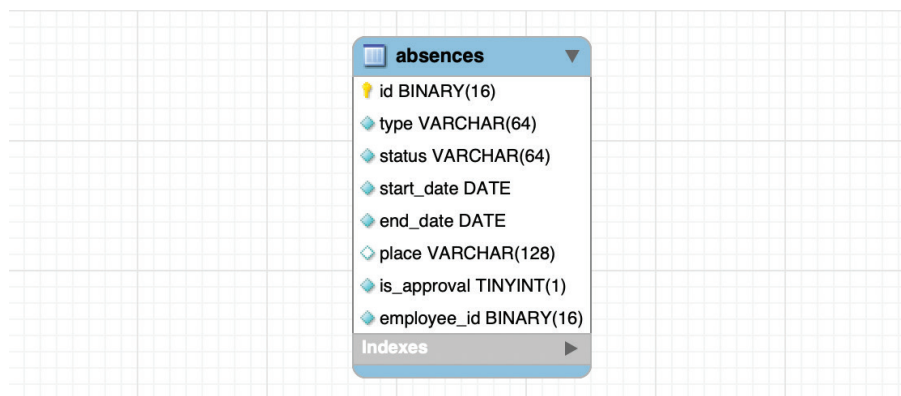 absences
id BINARY(16)
type VARCHAR(64)
status VARCHAR(64)
start_date DATE
end_date DATE
place VARCHAR(128)
is_approval TINYINT(1)
employee_id BINARY(16)
Indexes